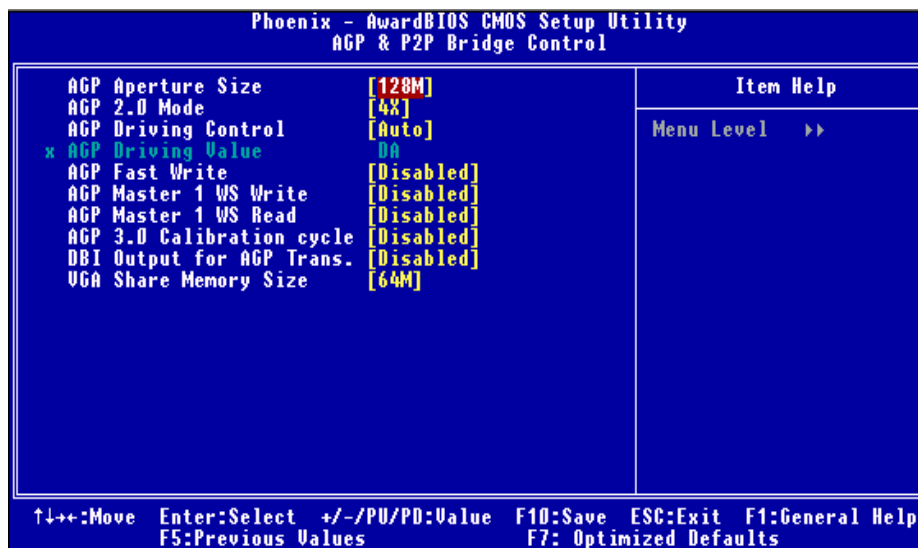 Phoenix - AwardBIOS CMOS Setup Utility
AGP & P2P Bridge Control
AGP Aperture Size [128M]
AGP 2.0 Mode [4X]
AGP Driving Control [Auto]
x AGP Driving Value DA
AGP Fast Write [Disabled]
AGP Master 1 WS Write [Disabled]
AGP Master 1 WS Read [Disabled]
AGP 3.0 Calibration cycle [Disabled]
DBI Output for AGP Trans. [Disabled]
VGA Share Memory Size [64M]
Item Help
Menu Level ▸▸
↑↓→←:Move Enter:Select +/-/PU/PD:Value F10:Save ESC:Exit F1:General Help
F5:Previous Values F7: Optimized Defaults